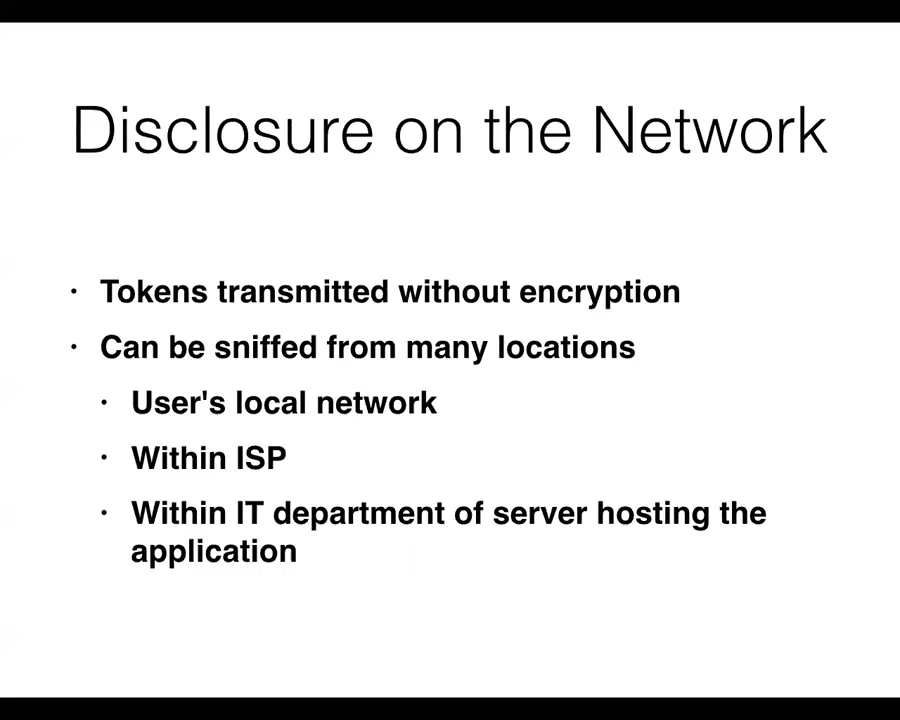 Disclosure on the Network
• Tokens transmitted without encryption
• Can be sniffed from many locations
• User's local network
• Within ISP
• Within IT department of server hosting the
application